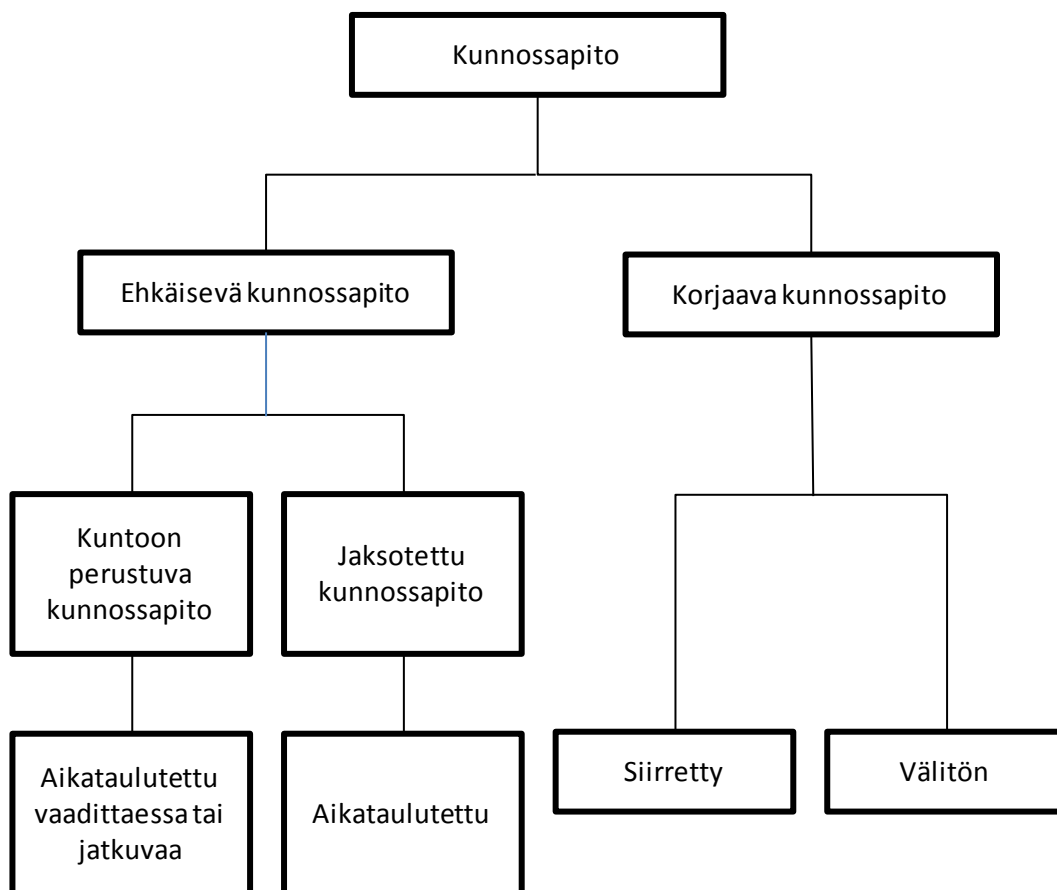 Kunnossapito
Ehkäisevä kunnossapito
Korjaava kunnossapito
Kuntoon
perustuva
kunnossapito
Jaksotettu
kunnossapito
Siirretty
Välitön
Aikataulutettu
vaadittaessa tai
jatkuvaa
Aikataulutettu